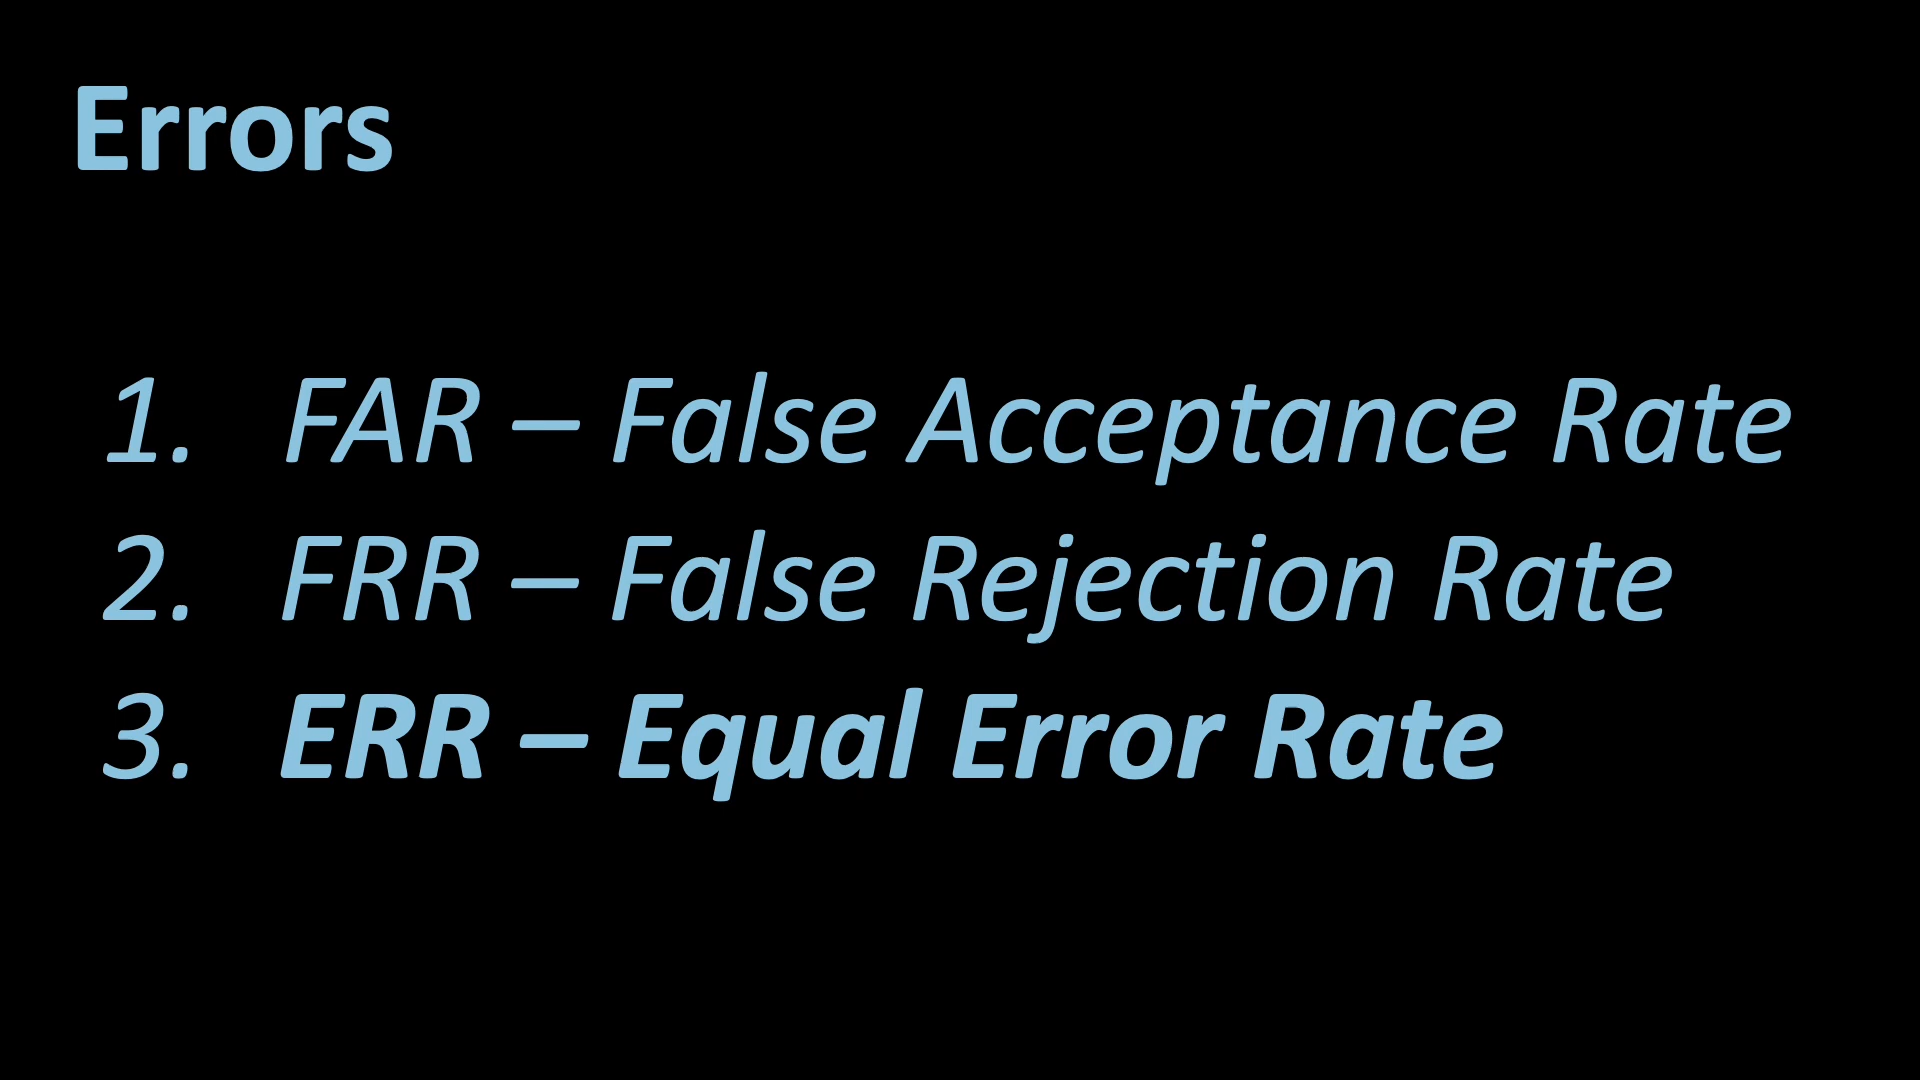 Errors
1. FAR – False Acceptance Rate
2. FRR – False Rejection Rate
3. ERR – Equal Error Rate